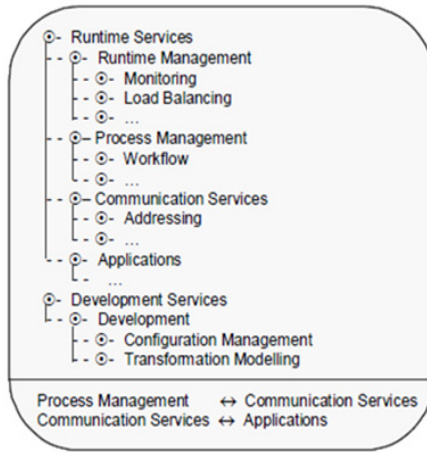 Runtime Services
Runtime Management
Monitoring
Load Balancing
...
Process Management
Workflow
...
Communication Services
Addressing
...
Applications
...
Development Services
Development
Configuration Management
Transformation Modelling
Process Management ↔ Communication Services
Communication Services ↔ Applications